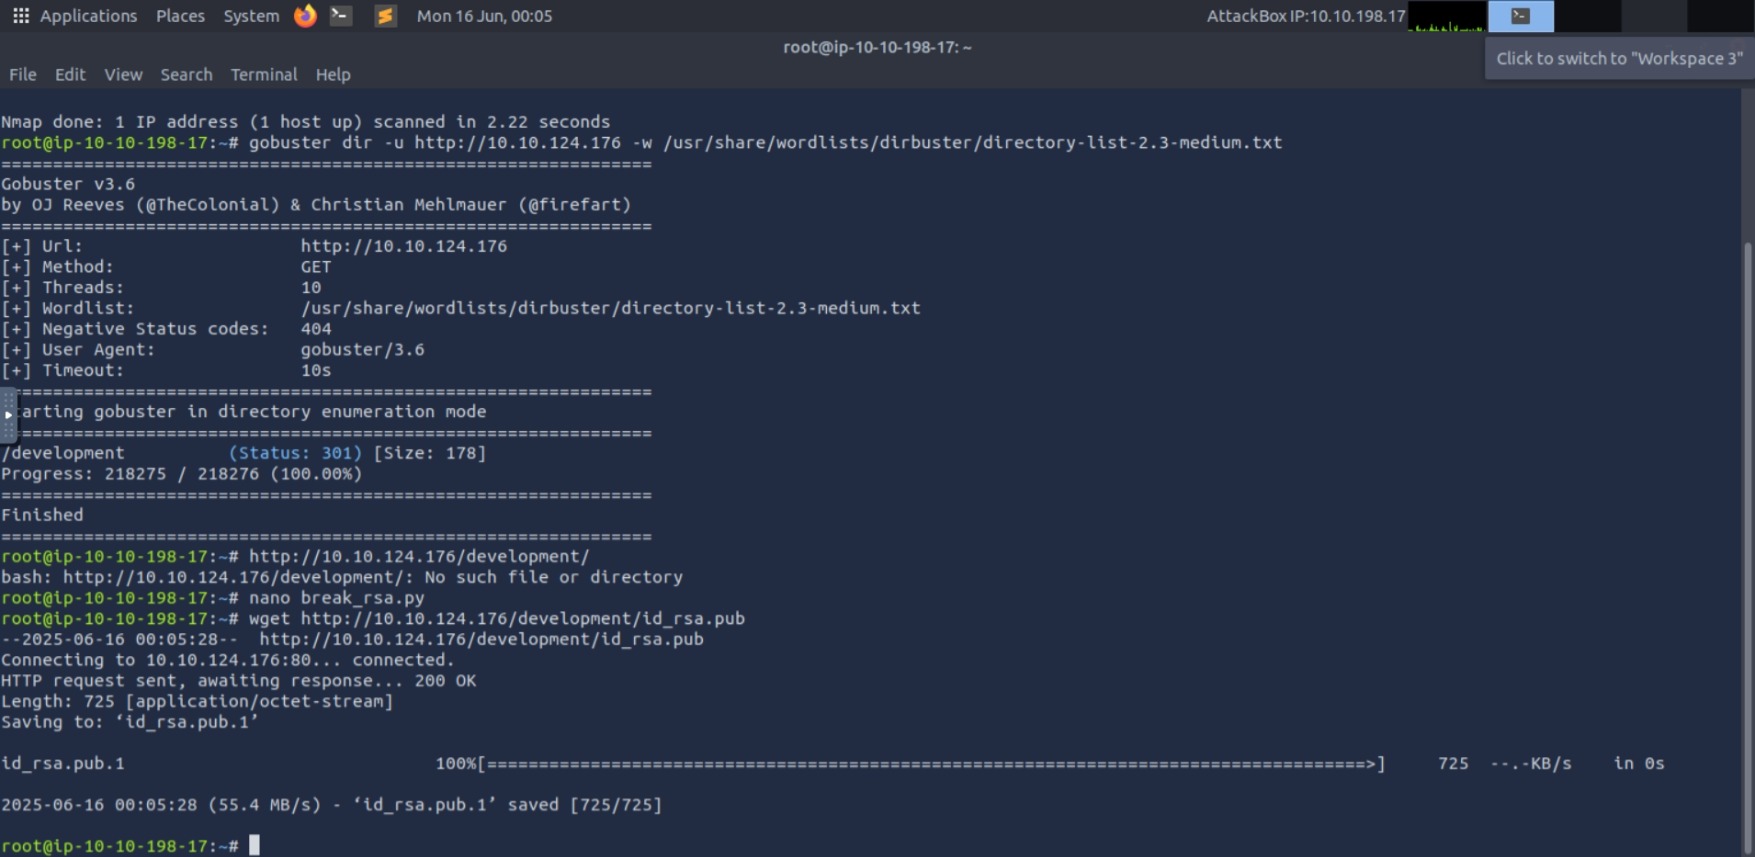 Applications Places System Mon 16 Jun, 00:05 AttackBox IP:10.10.198.17
root@ip-10-10-198-17: ~
Click to switch to "Workspace 3"
File Edit View Search Terminal Help
Nmap done: 1 IP address (1 host up) scanned in 2.22 seconds
root@ip-10-10-198-17:~# gobuster dir -u http://10.10.124.176 -w /usr/share/wordlists/dirbuster/directory-list-2.3-medium.txt
===============================================================
Gobuster v3.6
by OJ Reeves (@TheColonial) & Christian Mehlmauer (@firefart)
===============================================================
[+] Url: http://10.10.124.176
[+] Method: GET
[+] Threads: 10
[+] Wordlist: /usr/share/wordlists/dirbuster/directory-list-2.3-medium.txt
[+] Negative Status codes: 404
[+] User Agent: gobuster/3.6
[+] Timeout: 10s
===============================================================
arting gobuster in directory enumeration mode
===============================================================
/development (Status: 301) [Size: 178]
Progress: 218275 / 218276 (100.00%)
===============================================================
Finished
===============================================================
root@ip-10-10-198-17:~# http://10.10.124.176/development/
bash: http://10.10.124.176/development/: No such file or directory
root@ip-10-10-198-17:~# nano break_rsa.py
root@ip-10-10-198-17:~# wget http://10.10.124.176/development/id_rsa.pub
--2025-06-16 00:05:28-- http://10.10.124.176/development/id_rsa.pub
Connecting to 10.10.124.176:80... connected.
HTTP request sent, awaiting response... 200 OK
Length: 725 [application/octet-stream]
Saving to: ‘id_rsa.pub.1’
id_rsa.pub.1 100%[=====================================================================================>] 725 --.-KB/s in 0s
2025-06-16 00:05:28 (55.4 MB/s) - ‘id_rsa.pub.1’ saved [725/725]
root@ip-10-10-198-17:~#